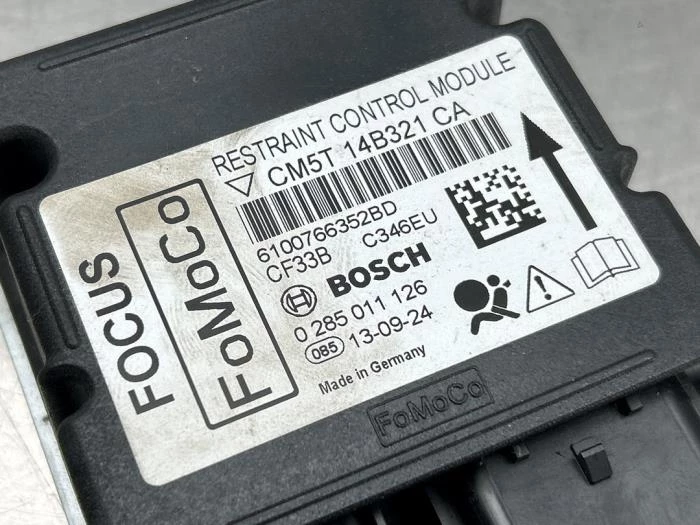 RESTRAINT CONTROL MODULE
CM5T 14B321 CA
6100766352BD
CF33B C346EU
BOSCH
0 285 011 126
085 13-09-24
Made in Germany
FOCUS
FoMoCo
FoMoCo